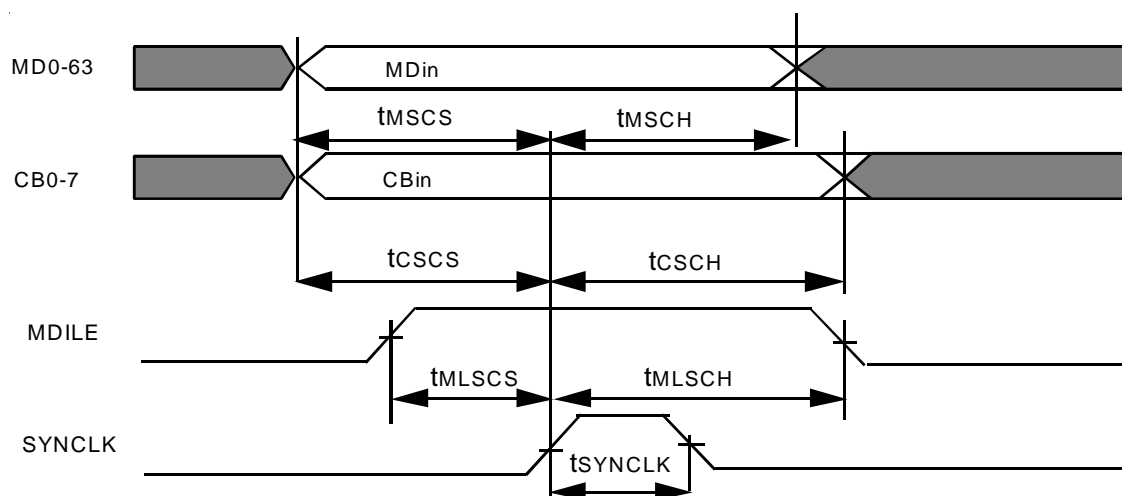 MD0-63
MDin
tMSCS
tMSCH
CB0-7
CBin
tCSCS
tCSCH
MDILE
tMLSCS
tMLSCH
SYNCLK
tSYNCLK